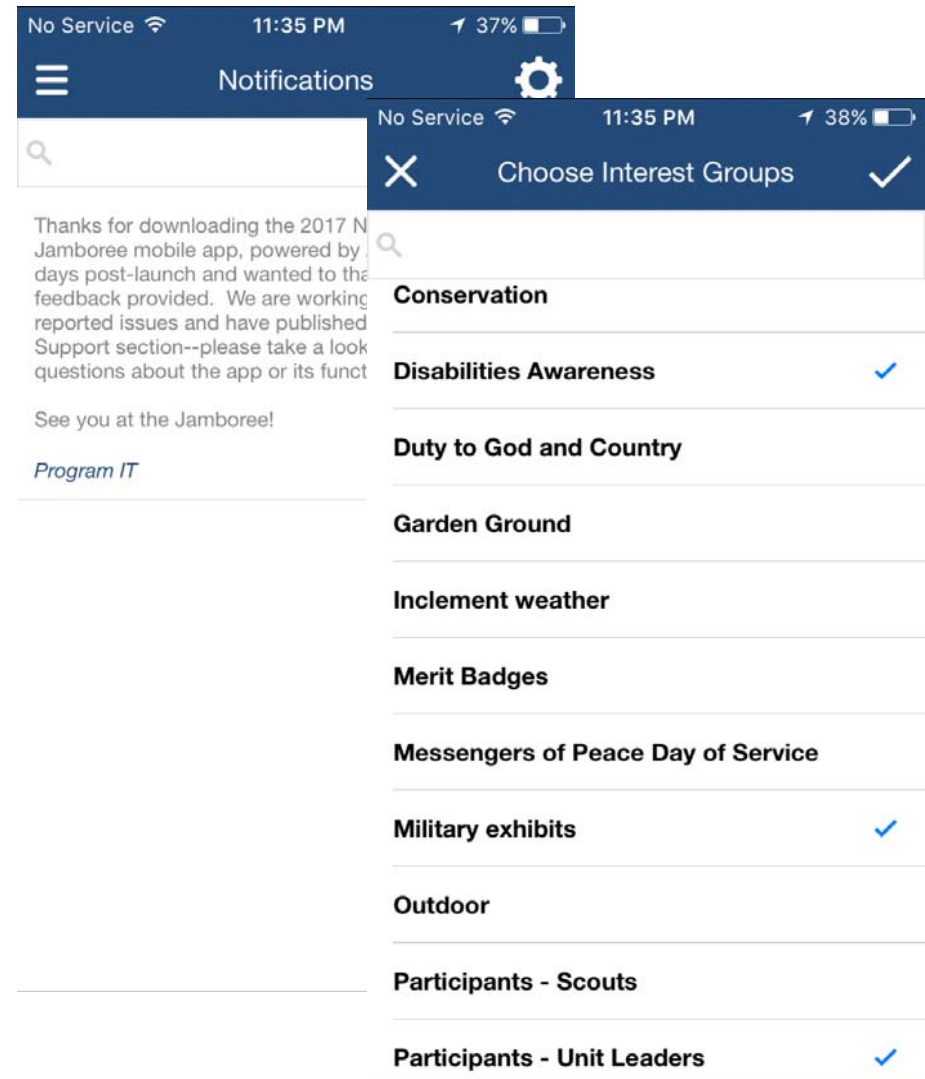 No Service 11:35 PM 37%
Notifications
Thanks for downloading the 2017 N
Jamboree mobile app, powered by
days post-launch and wanted to tha
feedback provided.  We are working
reported issues and have published
Support section--please take a look
questions about the app or its funct
See you at the Jamboree!
Program IT
No Service 11:35 PM 38%
Choose Interest Groups
Conservation
Disabilities Awareness
Duty to God and Country
Garden Ground
Inclement weather
Merit Badges
Messengers of Peace Day of Service
Military exhibits
Outdoor
Participants - Scouts
Participants - Unit Leaders